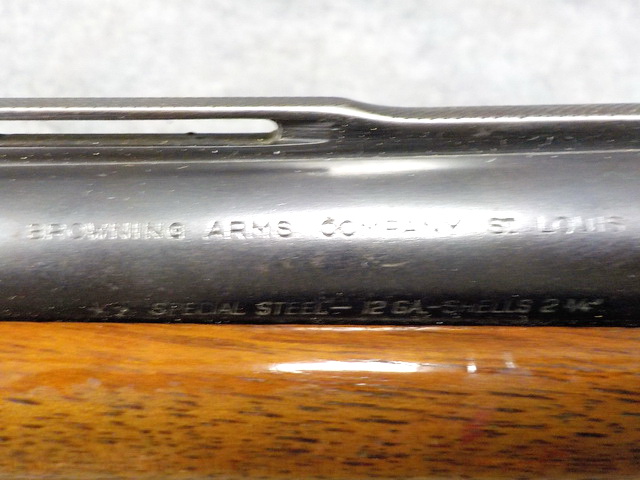 BROWNING ARMS COMPANY ST LOUIS
SPECIAL STEEL—12 GA.—SHELLS 2 ¾"